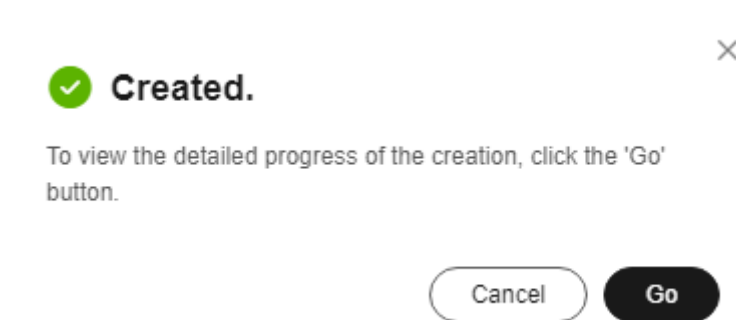 Created.
To view the detailed progress of the creation, click the 'Go'
button.
Cancel
Go